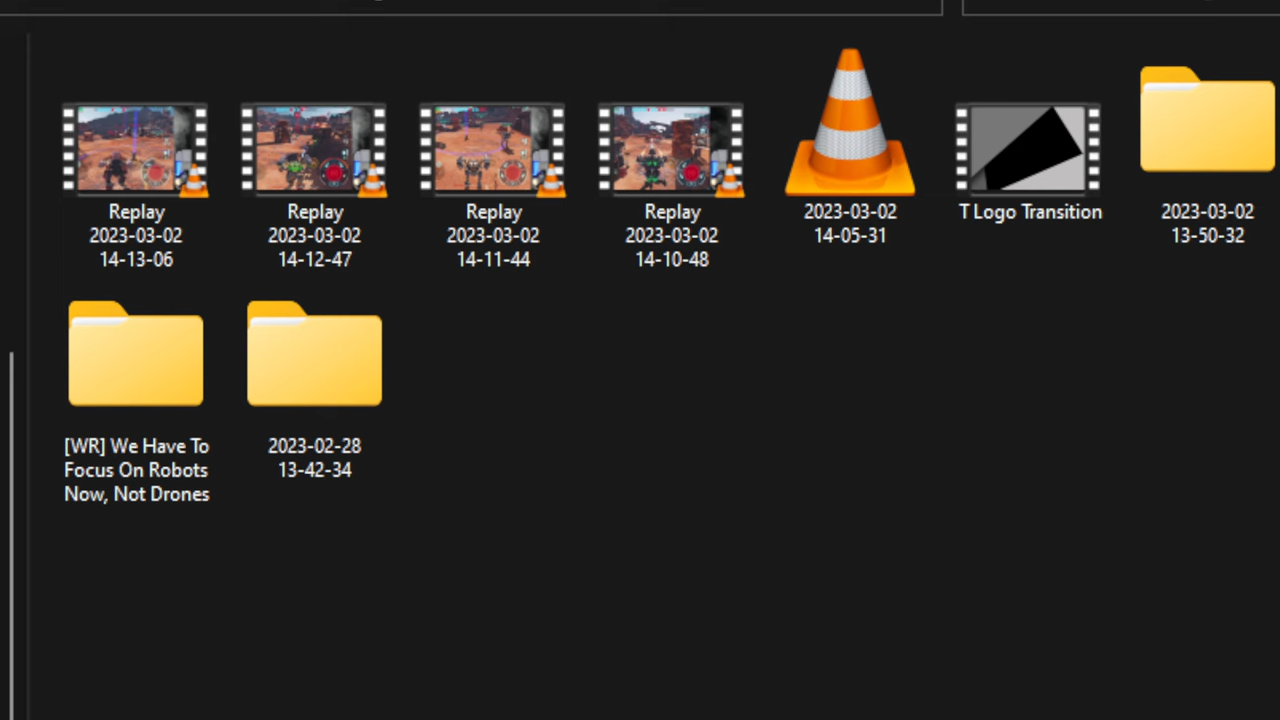 Replay
2023-03-02
14-13-06
Replay
2023-03-02
14-12-47
Replay
2023-03-02
14-11-44
Replay
2023-03-02
14-10-48
2023-03-02
14-05-31
T Logo Transition
2023-03-02
13-50-32
[WR] We Have To
Focus On Robots
Now, Not Drones
2023-02-28
13-42-34